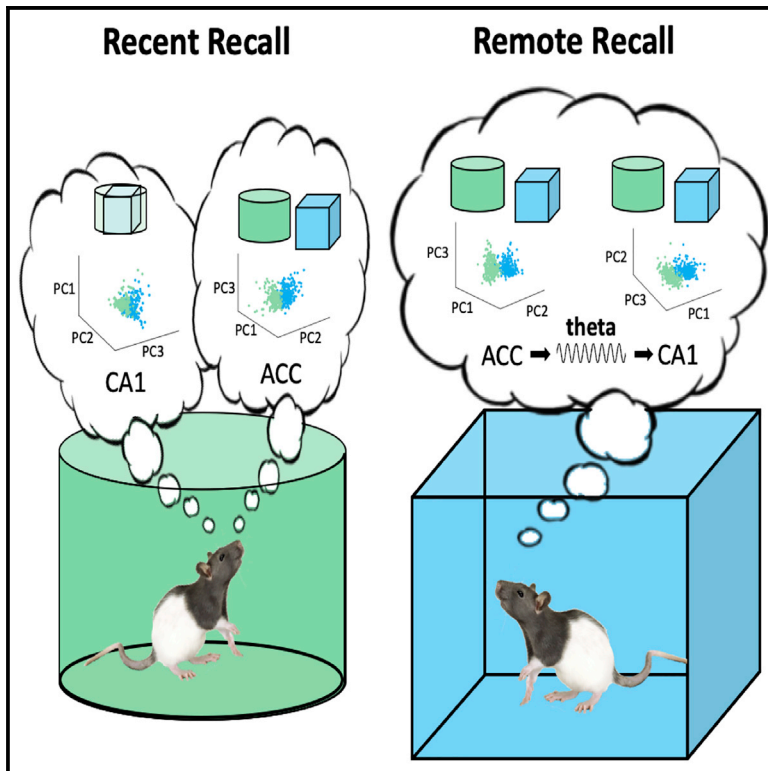 Recent Recall
PC1
PC2
PC3
CA1
PC3
PC1
PC2
ACC
Remote Recall
PC3
PC1
PC2
PC2
PC3
PC1
theta
ACC
CA1